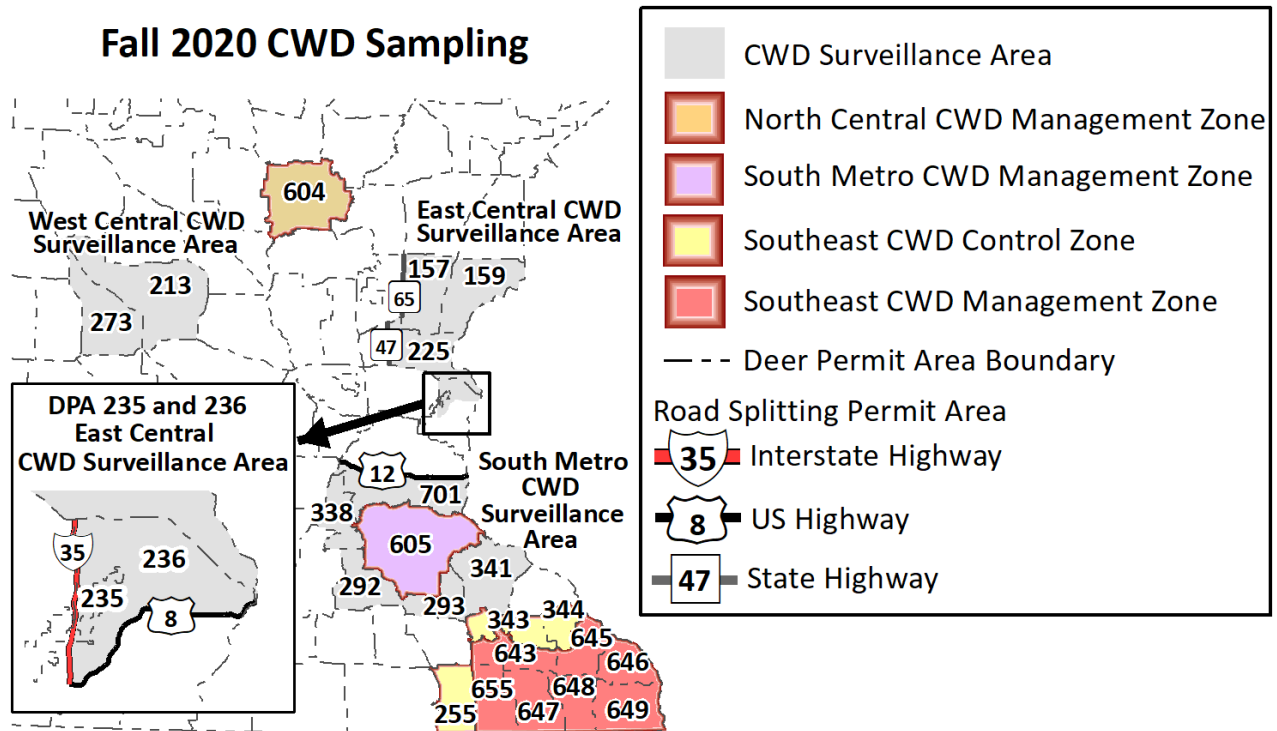 Fall 2020 CWD Sampling
604
West Central CWD
Surveillance Area
213
273
East Central CWD
Surveillance Area
157
159
65
47
225
DPA 235 and 236
East Central
CWD Surveillance Area
35
236
235
8
12
701
338
South Metro
CWD
Surveillance
Area
605
341
292
293
343
344
645
643
646
655
648
255
647
649
CWD Surveillance Area
North Central CWD Management Zone
South Metro CWD Management Zone
Southeast CWD Control Zone
Southeast CWD Management Zone
Deer Permit Area Boundary
Road Splitting Permit Area
35 Interstate Highway
8 US Highway
47 State Highway